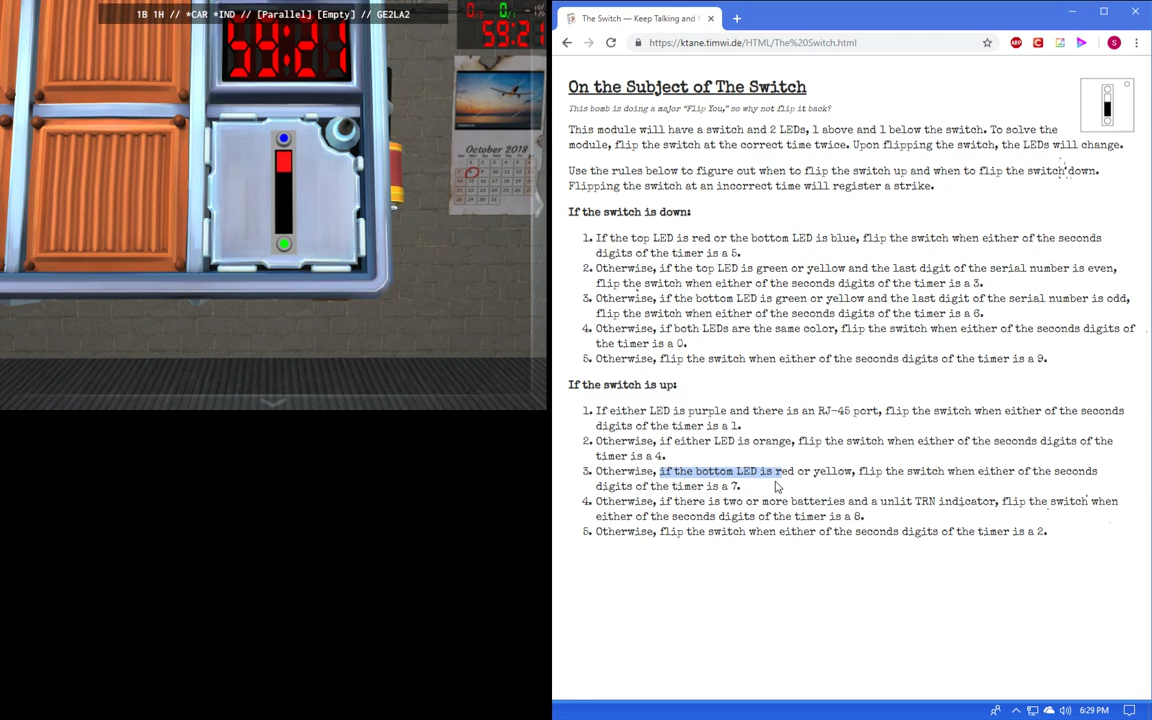 1B 1H // *CAR *IND // [Parallel] [Empty] // GE2LA2
59:21
0/3 0/1
59:21
October 2018
The Switch — Keep Talking and
https://ktane.timwi.de/HTML/The%20Switch.html
On the Subject of The Switch
This bomb is doing a major “Flip You,” so why not flip it back?
This module will have a switch and 2 LEDs, 1 above and 1 below the switch. To solve the
module, flip the switch at the correct time twice. Upon flipping the switch, the LEDs will change.
Use the rules below to figure out when to flip the switch up and when to flip the switch down.
Flipping the switch at an incorrect time will register a strike.
If the switch is down:
1. If the top LED is red or the bottom LED is blue, flip the switch when either of the seconds
digits of the timer is a 5.
2. Otherwise, if the top LED is green or yellow and the last digit of the serial number is even,
flip the switch when either of the seconds digits of the timer is a 3.
3. Otherwise, if the bottom LED is green or yellow and the last digit of the serial number is odd,
flip the switch when either of the seconds digits of the timer is a 6.
4. Otherwise, if both LEDs are the same color, flip the switch when either of the seconds digits of
the timer is a 0.
5. Otherwise, flip the switch when either of the seconds digits of the timer is a 9.
If the switch is up:
1. If either LED is purple and there is an RJ-45 port, flip the switch when either of the seconds
digits of the timer is a 1.
2. Otherwise, if either LED is orange, flip the switch when either of the seconds digits of the
timer is a 4.
3. Otherwise, if the bottom LED is red or yellow, flip the switch when either of the seconds
digits of the timer is a 7.
4. Otherwise, if there is two or more batteries and a unlit TRN indicator, flip the switch when
either of the seconds digits of the timer is a 8.
5. Otherwise, flip the switch when either of the seconds digits of the timer is a 2.
6:29 PM